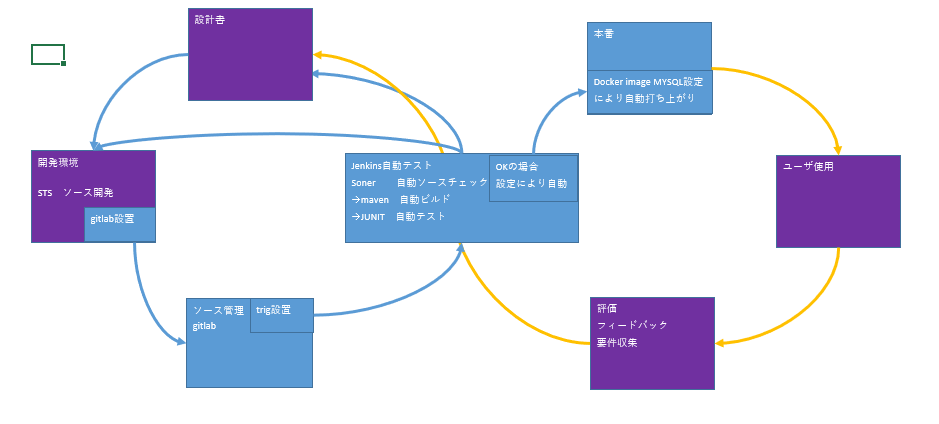 設計書
本番
Docker image MYSQL設定
により自動打ち上がり
開発環境
STS ソース開発
gitlab設置
Jenkins自動テスト
Soner 自動ソースチェック
→maven 自動ビルド
→JUNIT 自動テスト
OKの場合
設定により自動
ユーザ使用
ソース管理
gitlab
trig設置
評価
フィードバック
要件収集